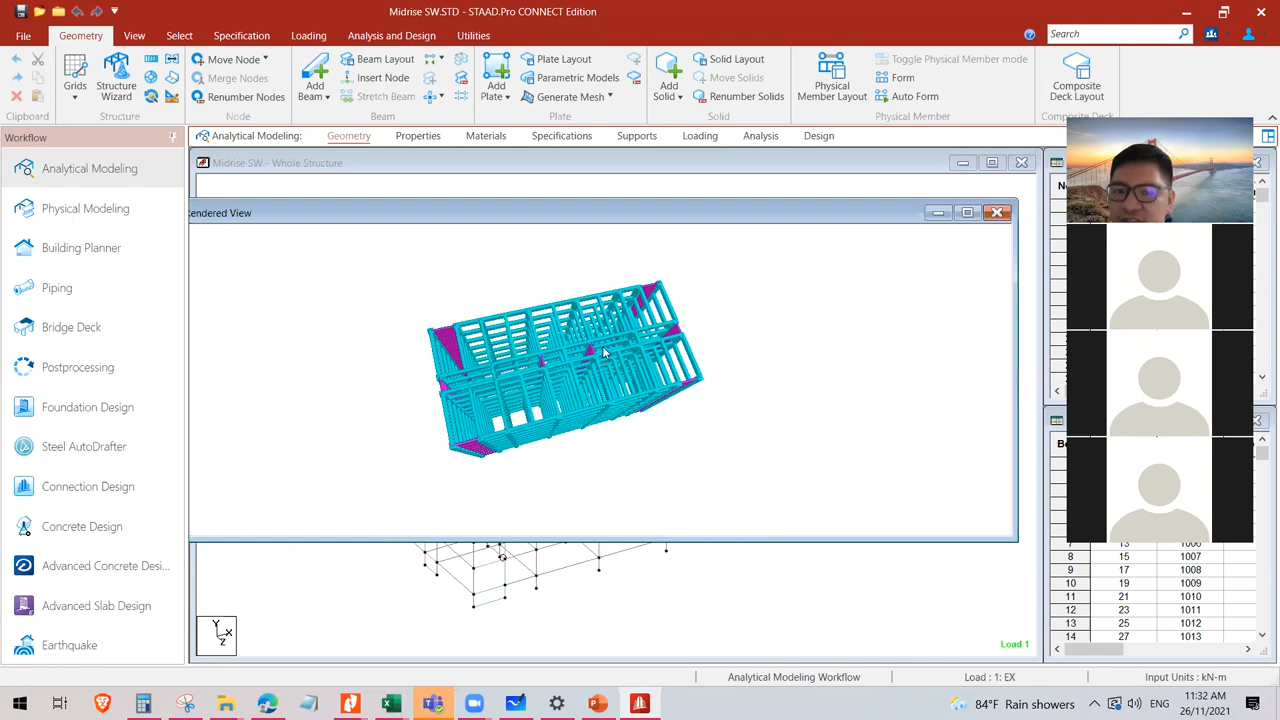 Midrise SW.STD - STAAD.Pro CONNECT Edition
File Geometry View Select Specification Loading Analysis and Design Utilities
Search
Move Node
Merge Nodes
Renumber Nodes
Grids
Structure Wizard
Add Beam
Beam Layout
Insert Node
Stretch Beam
Add Plate
Plate Layout
Parametric Models
Generate Mesh
Add Solid
Solid Layout
Move Solids
Renumber Solids
Physical Member Layout
Toggle Physical Member mode
Form
Auto Form
Composite Deck Layout
Clipboard Structure Node Beam Plate Solid Physical Member Composite Deck
Workflow
Analytical Modeling: Geometry Properties Materials Specifications Supports Loading Analysis Design
Midrise SW - Whole Structure
endered View
Analytical Modeling
Physical Modeling
Building Planner
Piping
Bridge Deck
Postprocessing
Foundation Design
Steel AutoDrafter
Connection Design
Concrete Design
Advanced Concrete Desi...
Advanced Slab Design
Earthquake
7 13 1006
8 15 1007
9 17 1008
10 19 1009
11 21 1010
12 23 1011
13 25 1012
14 27 1013
Y
X
Z
Load 1
Analytical Modeling Workflow Load : 1: EX Input Units : kN-m
84°F Rain showers
11:32 AM
26/11/2021